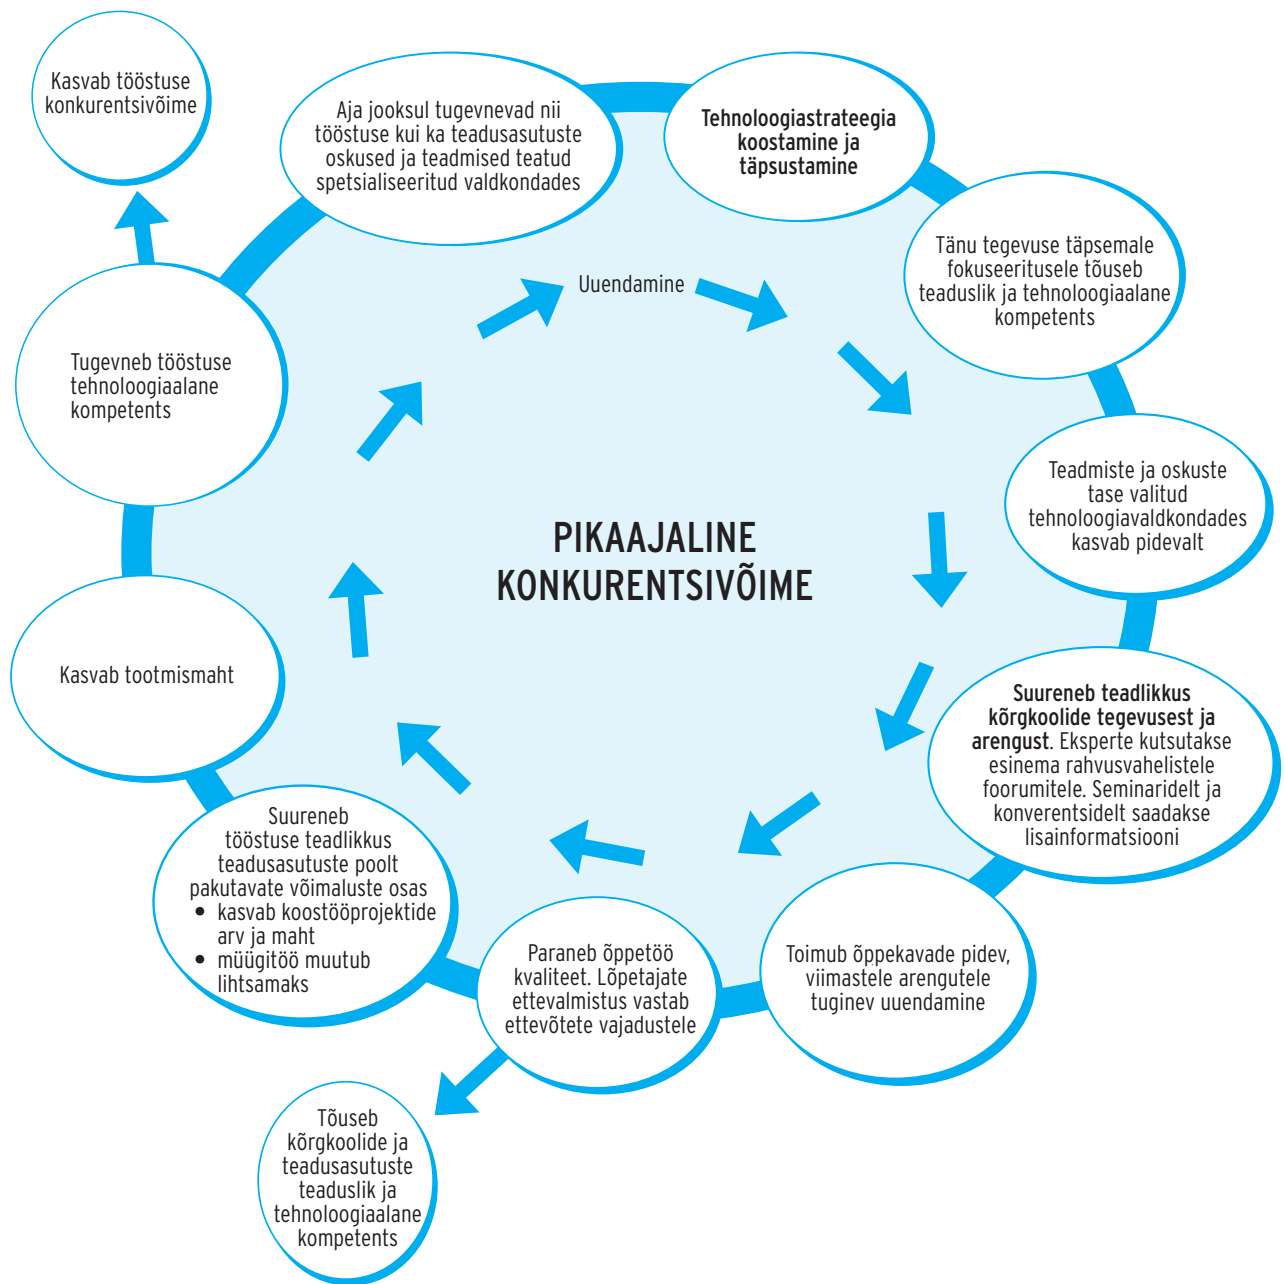 Kasvab tööstuse
konkurentsivõime
Aja jooksul tugevnevad nii
tööstuse kui ka teadusasutuste
oskused ja teadmised teatud
spetsialiseeritud valdkondades
Tehnoloogiastrateegia
koostamine ja
täpsustamine
Tänu tegevuse täpsemale
fokuseeritusele tõuseb
teaduslik ja tehnoloogiaalane
kompetents
Uuendamine
Tugevneb tööstuse
tehnoloogiaalane
kompetents
Teadmiste ja oskuste
tase valitud
tehnoloogiavaldkondades
kasvab pidevalt
PIKAAJALINE
KONKURENTSIVÕIME
Kasvab tootmismaht
Suureneb teadlikkus
kõrgkoolide tegevusest ja
arengust. Eksperte kutsutakse
esinema rahvusvahelistele
foorumitele. Seminaridelt ja
konverentsidelt saadakse
lisainformatsiooni
Suureneb
tööstuse teadlikkus
teadusasutuste poolt
pakutavate võimaluste osas
• kasvab koostööprojektide
arv ja maht
• müügitöö muutub
lihtsamaks
Paraneb õppetöö
kvaliteet. Lõpetajate
ettevalmistus vastab
ettevõtete vajadustele
Toimub õppekavade pidev,
viimastele arengutele
tuginev uuendamine
Tõuseb
kõrgkoolide ja
teadusasutuste
teaduslik ja
tehnoloogiaalane
kompetents